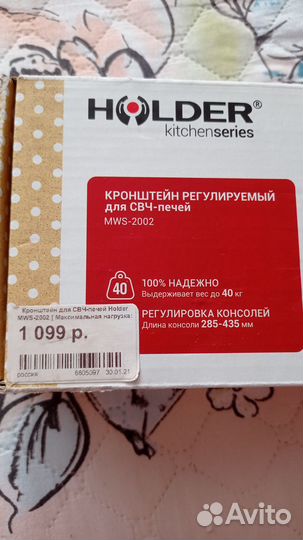 HOLDER®
kitchenseries
КРОНШТЕЙН РЕГУЛИРУЕМЫЙ
для СВЧ-печей
MWS-2002
40
100% НАДЕЖНО
Выдерживает вес до 40 кг
РЕГУЛИРОВКА КОНСОЛЕЙ
Длина консоли 285-435 мм
Кронштейн для СВЧ-печей Holder
MWS-2002 [ Максимальная нагрузка:
1 099 р.
россия 6605097 30.01.21
Avito